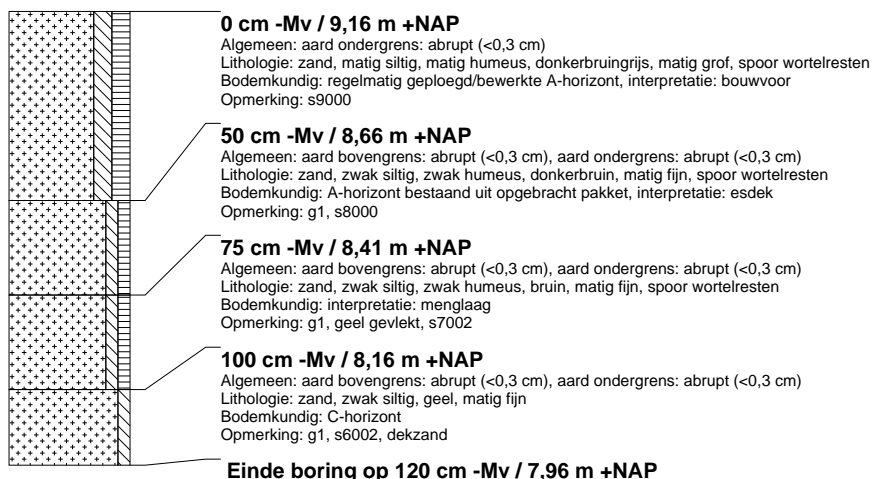 0 cm -Mv / 9,16 m +NAP
Algemeen: aard ondergrens: abrupt (<0,3 cm)
Lithologie: zand, matig siltig, matig humeus, donkerbruingrijs, matig grof, spoor wortelresten
Bodemkundig: regelmatig geploegd/bewerkte A-horizont, interpretatie: bouwvoor
Opmerking: s9000
50 cm -Mv / 8,66 m +NAP
Algemeen: aard bovengrens: abrupt (<0,3 cm), aard ondergrens: abrupt (<0,3 cm)
Lithologie: zand, zwak siltig, zwak humeus, donkerbruin, matig fijn, spoor wortelresten
Bodemkundig: A-horizont bestaand uit opgebracht pakket, interpretatie: esdek
Opmerking: g1, s8000
75 cm -Mv / 8,41 m +NAP
Algemeen: aard bovengrens: abrupt (<0,3 cm), aard ondergrens: abrupt (<0,3 cm)
Lithologie: zand, zwak siltig, zwak humeus, bruin, matig fijn, spoor wortelresten
Bodemkundig: interpretatie: menglaag
Opmerking: g1, geel gevlekt, s7002
100 cm -Mv / 8,16 m +NAP
Algemeen: aard bovengrens: abrupt (<0,3 cm), aard ondergrens: abrupt (<0,3 cm)
Lithologie: zand, zwak siltig, geel, matig fijn
Bodemkundig: C-horizont
Opmerking: g1, s6002, dekzand
Einde boring op 120 cm -Mv / 7,96 m +NAP